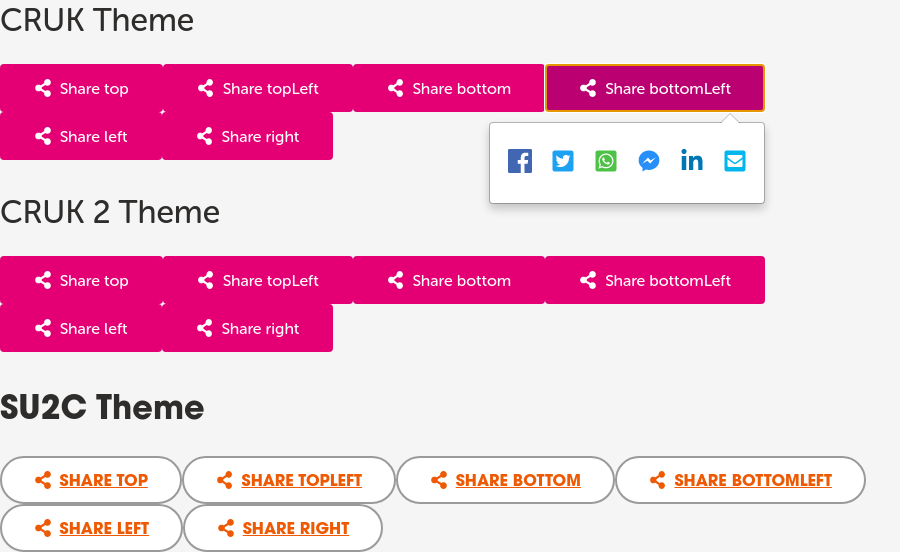 CRUK Theme
Share top Share topLeft Share bottom Share bottomLeft
Share left Share right
CRUK 2 Theme
Share top Share topLeft Share bottom Share bottomLeft
Share left Share right
SU2C Theme
SHARE TOP SHARE TOPLEFT SHARE BOTTOM SHARE BOTTOMLEFT
SHARE LEFT SHARE RIGHT